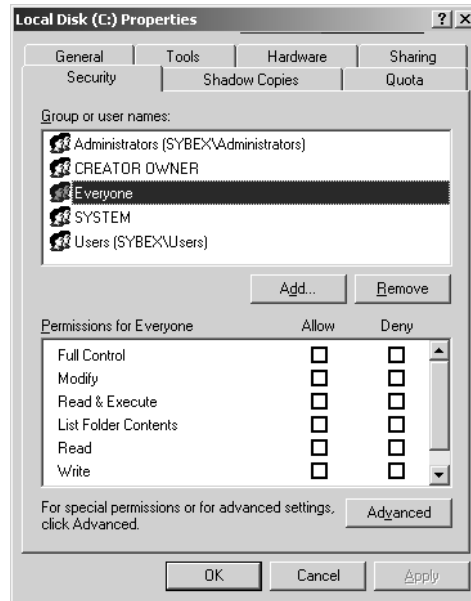 Local Disk (C:) Properties
General Tools Hardware Sharing
Security Shadow Copies Quota
Group or user names:
Administrators (SYBEX\Administrators)
CREATOR OWNER
Everyone
SYSTEM
Users (SYBEX\Users)
Add... Remove
Permissions for Everyone Allow Deny
Full Control
Modify
Read & Execute
List Folder Contents
Read
Write
For special permissions or for advanced settings,
click Advanced.
Advanced
OK Cancel Apply